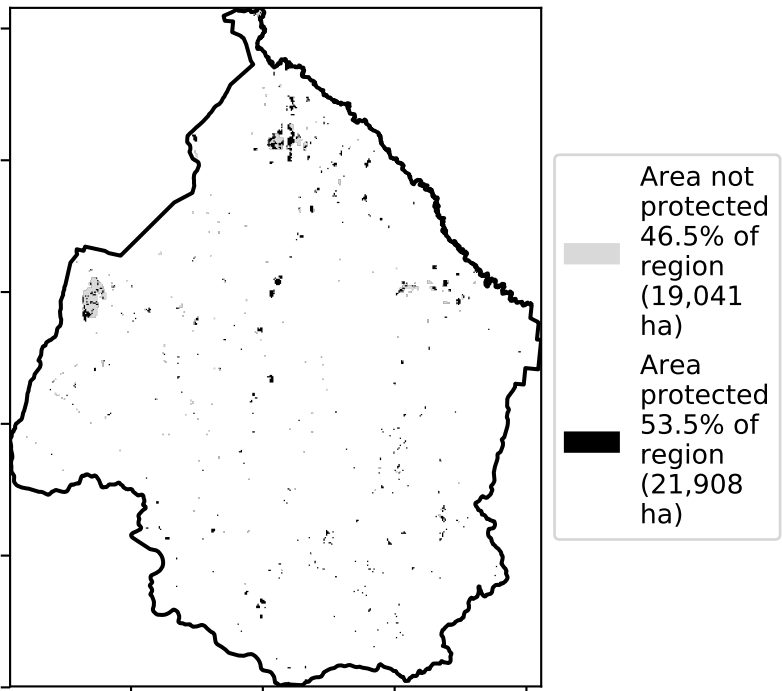 Area not
protected
46.5% of
region
(19,041
ha)
Area
protected
53.5% of
region
(21,908
ha)